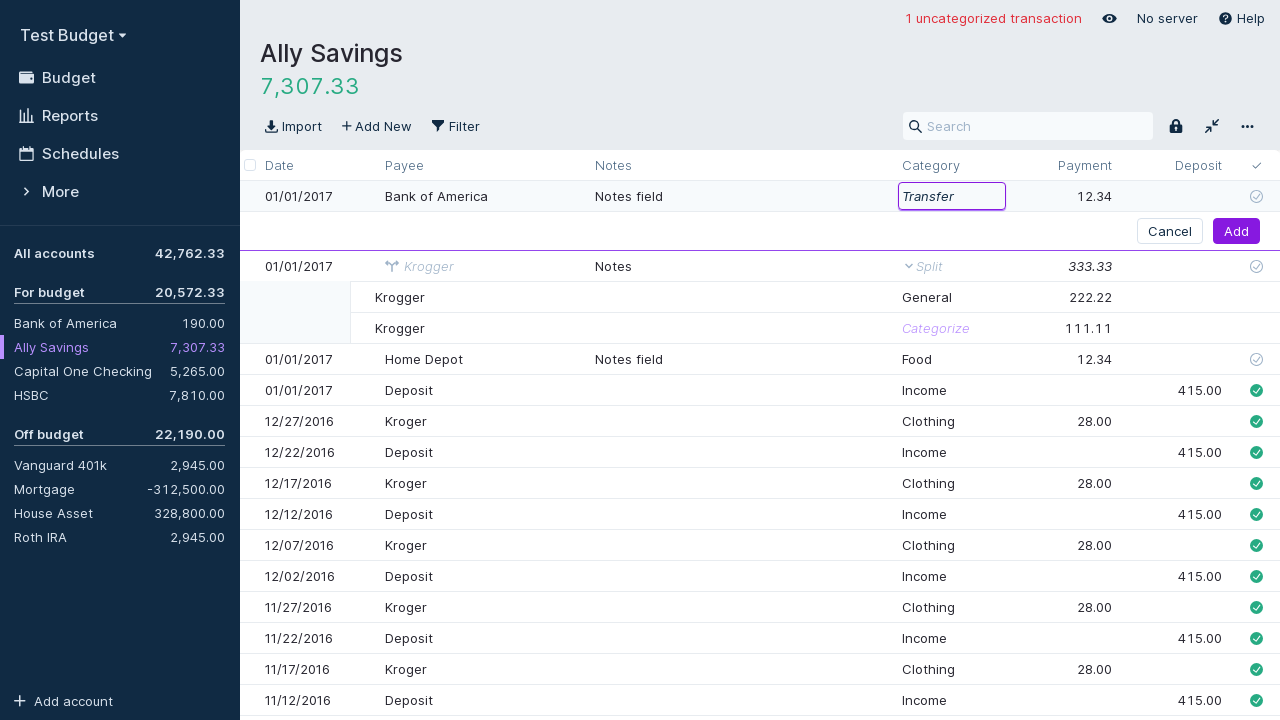 Test Budget
Budget
Reports
Schedules
More
All accounts 42,762.33
For budget 20,572.33
Bank of America 190.00
Ally Savings 7,307.33
Capital One Checking 5,265.00
HSBC 7,810.00
Off budget 22,190.00
Vanguard 401k 2,945.00
Mortgage -312,500.00
House Asset 328,800.00
Roth IRA 2,945.00
Add account
1 uncategorized transaction No server Help
Ally Savings
7,307.33
Import Add New Filter Search
Date Payee Notes Category Payment Deposit
01/01/2017 Bank of America Notes field Transfer 12.34
Cancel Add
01/01/2017 Krogger Notes Split 333.33
Krogger General 222.22
Krogger Categorize 111.11
01/01/2017 Home Depot Notes field Food 12.34
01/01/2017 Deposit Income 415.00
12/27/2016 Kroger Clothing 28.00
12/22/2016 Deposit Income 415.00
12/17/2016 Kroger Clothing 28.00
12/12/2016 Deposit Income 415.00
12/07/2016 Kroger Clothing 28.00
12/02/2016 Deposit Income 415.00
11/27/2016 Kroger Clothing 28.00
11/22/2016 Deposit Income 415.00
11/17/2016 Kroger Clothing 28.00
11/12/2016 Deposit Income 415.00